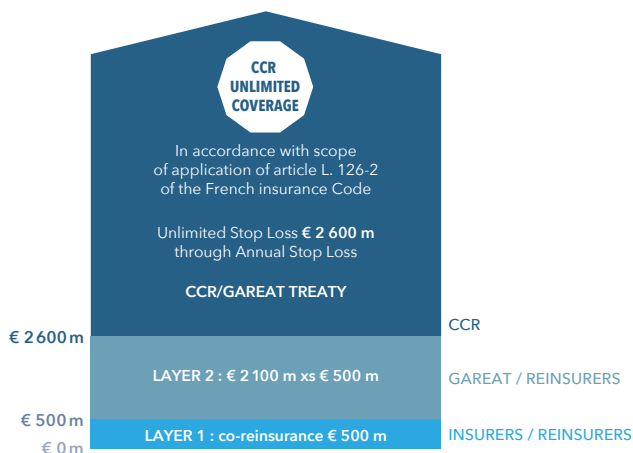 CCR
UNLIMITED
COVERAGE
In accordance with scope
of application of article L. 126-2
of the French insurance Code
Unlimited Stop Loss € 2 600 m
through Annual Stop Loss
CCR/GAREAT TREATY
CCR
€ 2 600 m
LAYER 2 : € 2 100 m xs € 500 m
GAREAT / REINSURERS
€ 500 m
LAYER 1 : co-reinsurance € 500 m
INSURERS / REINSURERS
€ 0 m